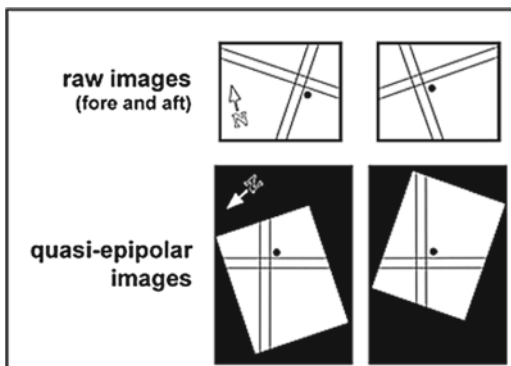 raw images
(fore and aft)
N
quasi-epipolar
images
N